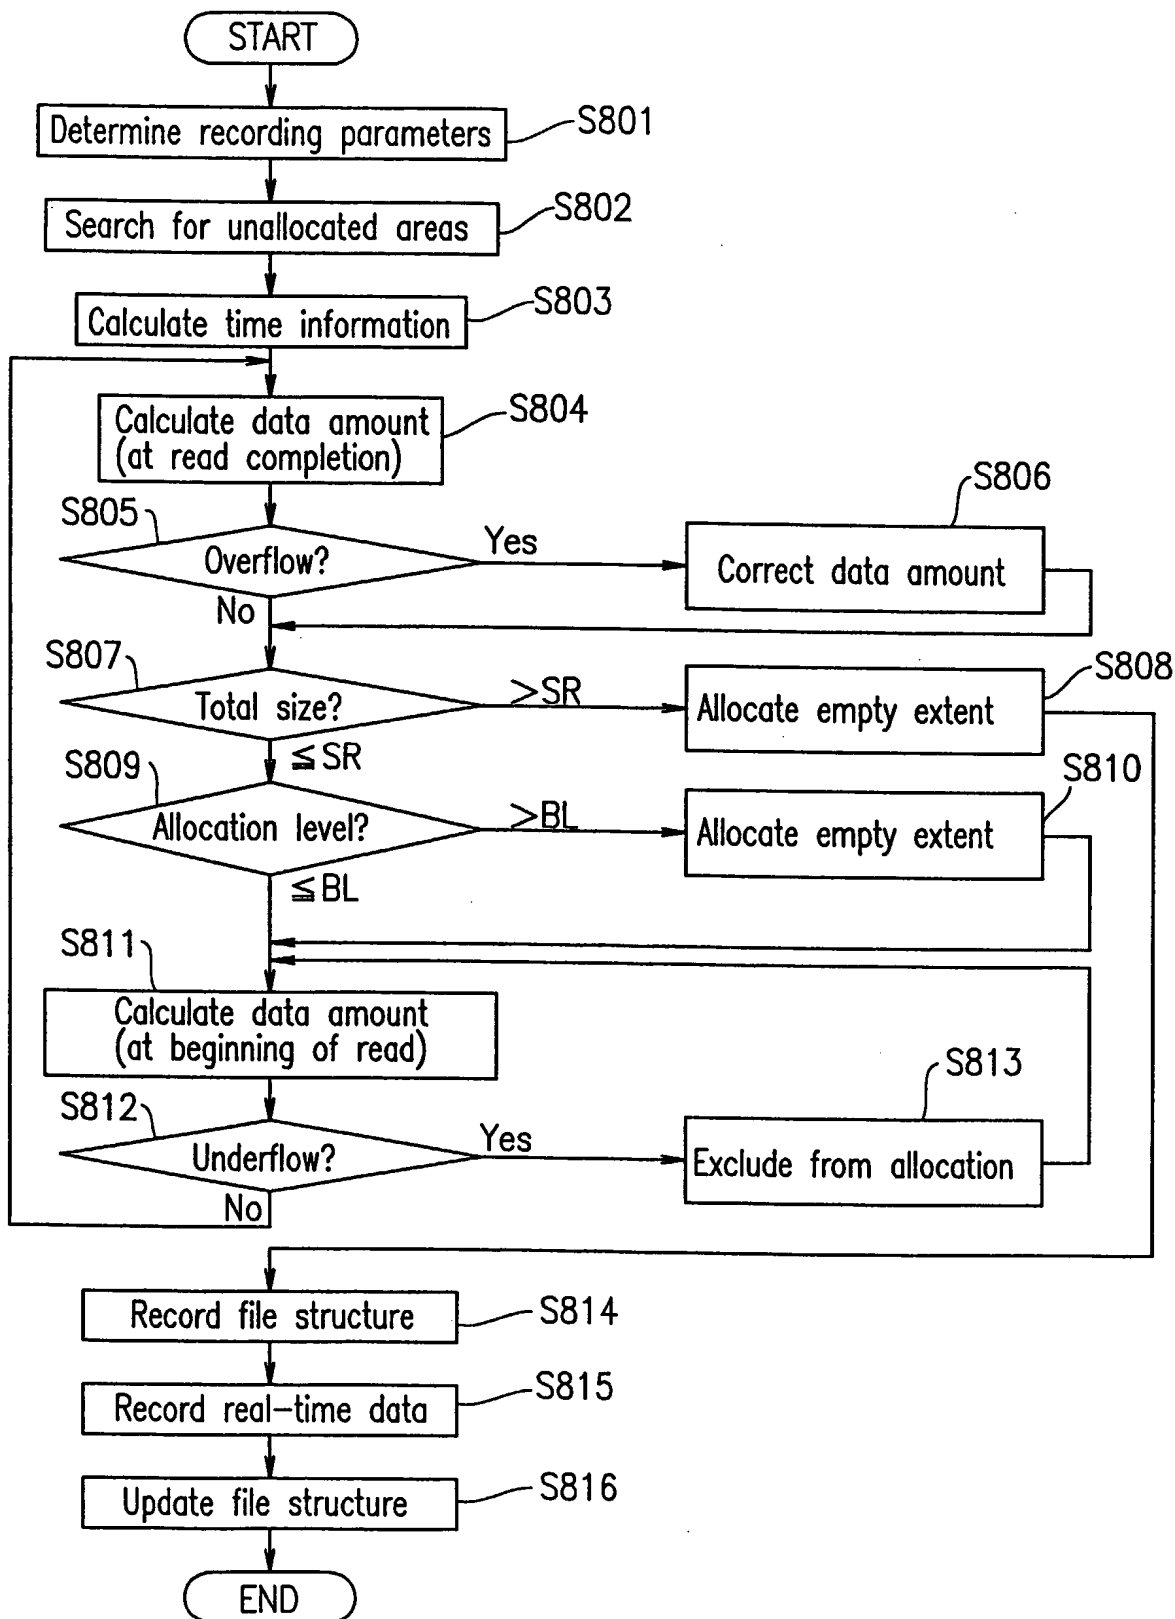 START
Determine recording parameters
S801
Search for unallocated areas
S802
Calculate time information
S803
Calculate data amount
(at read completion)
S804
S805
Overflow?
Yes
No
S806
Correct data amount
S807
Total size?
>SR
≦SR
S808
Allocate empty extent
S809
Allocation level?
>BL
≦BL
S810
Allocate empty extent
S811
Calculate data amount
(at beginning of read)
S812
Underflow?
Yes
No
S813
Exclude from allocation
Record file structure
S814
Record real-time data
S815
Update file structure
S816
END